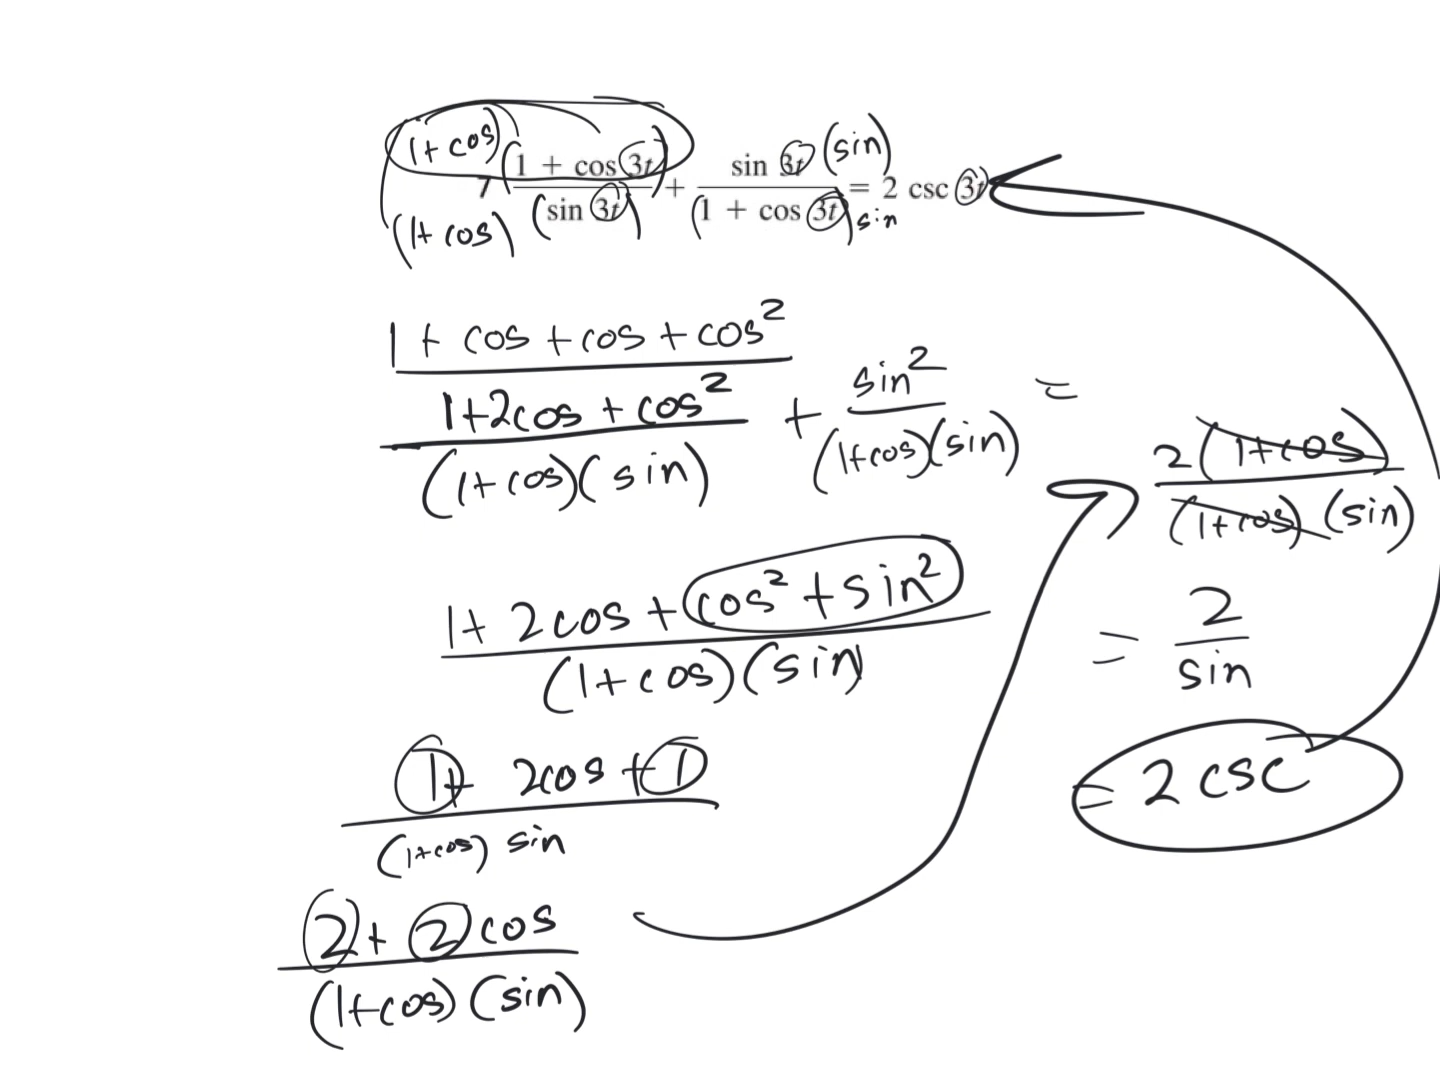 (1 + cos) (1 + cos 3t) / (1 + cos) (sin 3t) + sin 3t (sin) / (1 + cos 3t) sin = 2 csc 3t
1 + cos + cos + cos²
1+2cos + cos² / (1+cos)(sin) + sin² / (1+cos)(sin) =
1+ 2cos + cos² + sin² / (1+cos)(sin)
1+ 2cos + 1 / (1+cos) sin
2 + 2 cos / (1+cos) (sin)
2 (1+cos) / (1+cos) (sin)
= 2 / sin
= 2 csc